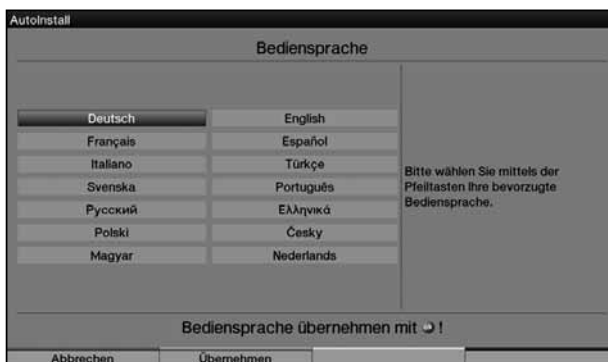 AutoInstall
Bediensprache
Deutsch English
Français Español
Italiano Türkçe
Svenska Português
Русский Ελληνικά
Polski Česky
Magyar Nederlands
Bitte wählen Sie mittels der
Pfeiltasten Ihre bevorzugte
Bediensprache.
Bediensprache übernehmen mit !
Abbrechen Übernehmen